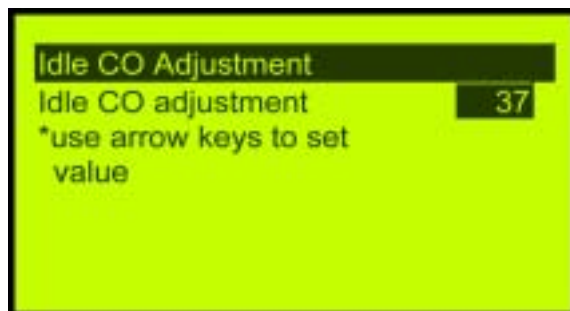 Idle CO Adjustment
Idle CO adjustment 37
*use arrow keys to set
value